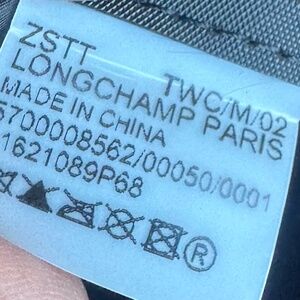 ZSTT TWC/M/02
LONGCHAMP PARIS
MADE IN CHINA
5700008562/00050/0001
1621089P68
®